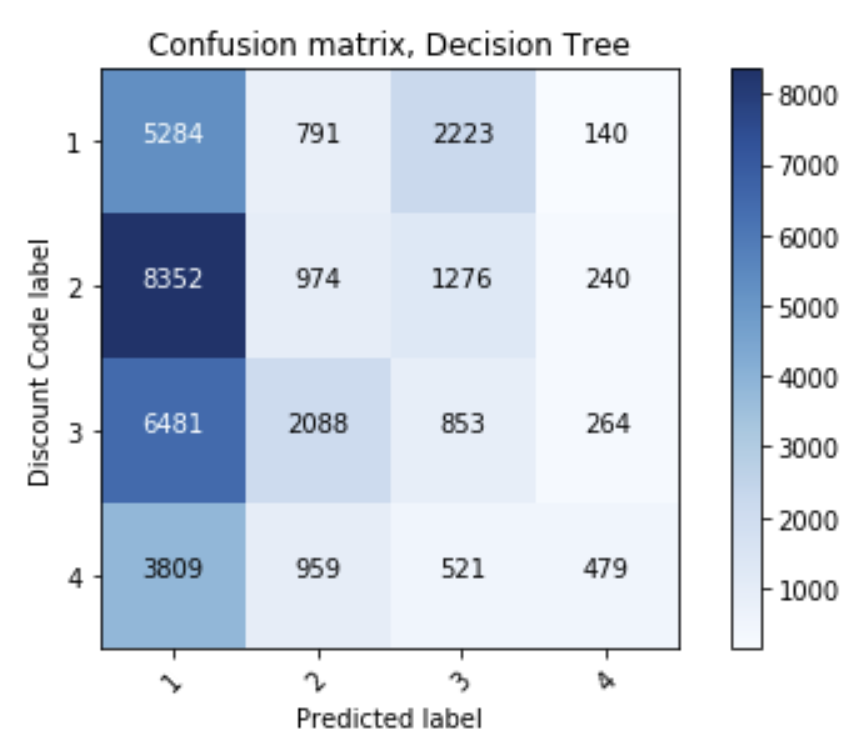 Confusion matrix, Decision Tree
8000
7000
6000
5000
4000
3000
2000
1000
Discount Code label
1 5284 791 2223 140
2 8352 974 1276 240
3 6481 2088 853 264
4 3809 959 521 479
1 2 3 4
Predicted label